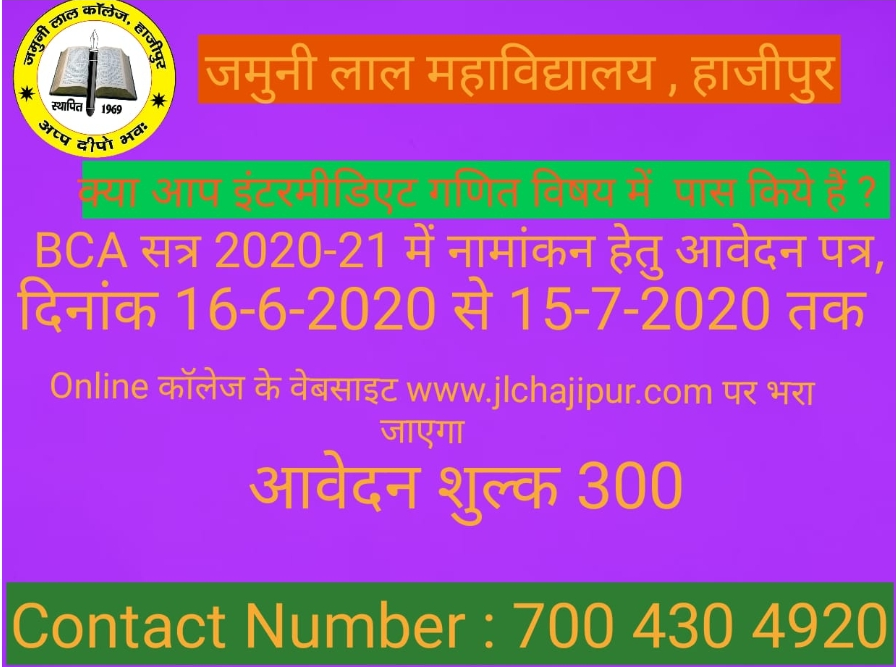 जमुनी लाल कॉलेज, हाजीपुर
स्थापित 1969
अप्प दीपो भवः
जमुनी लाल महाविद्यालय , हाजीपुर
क्या आप इंटरमीडिएट गणित विषय में पास किये हैं ?
BCA सत्र 2020-21 में नामांकन हेतु आवेदन पत्र,
दिनांक 16-6-2020 से 15-7-2020 तक
Online कॉलेज के वेबसाइट www.jlchajipur.com पर भरा
जाएगा
आवेदन शुल्क 300
Contact Number : 700 430 4920